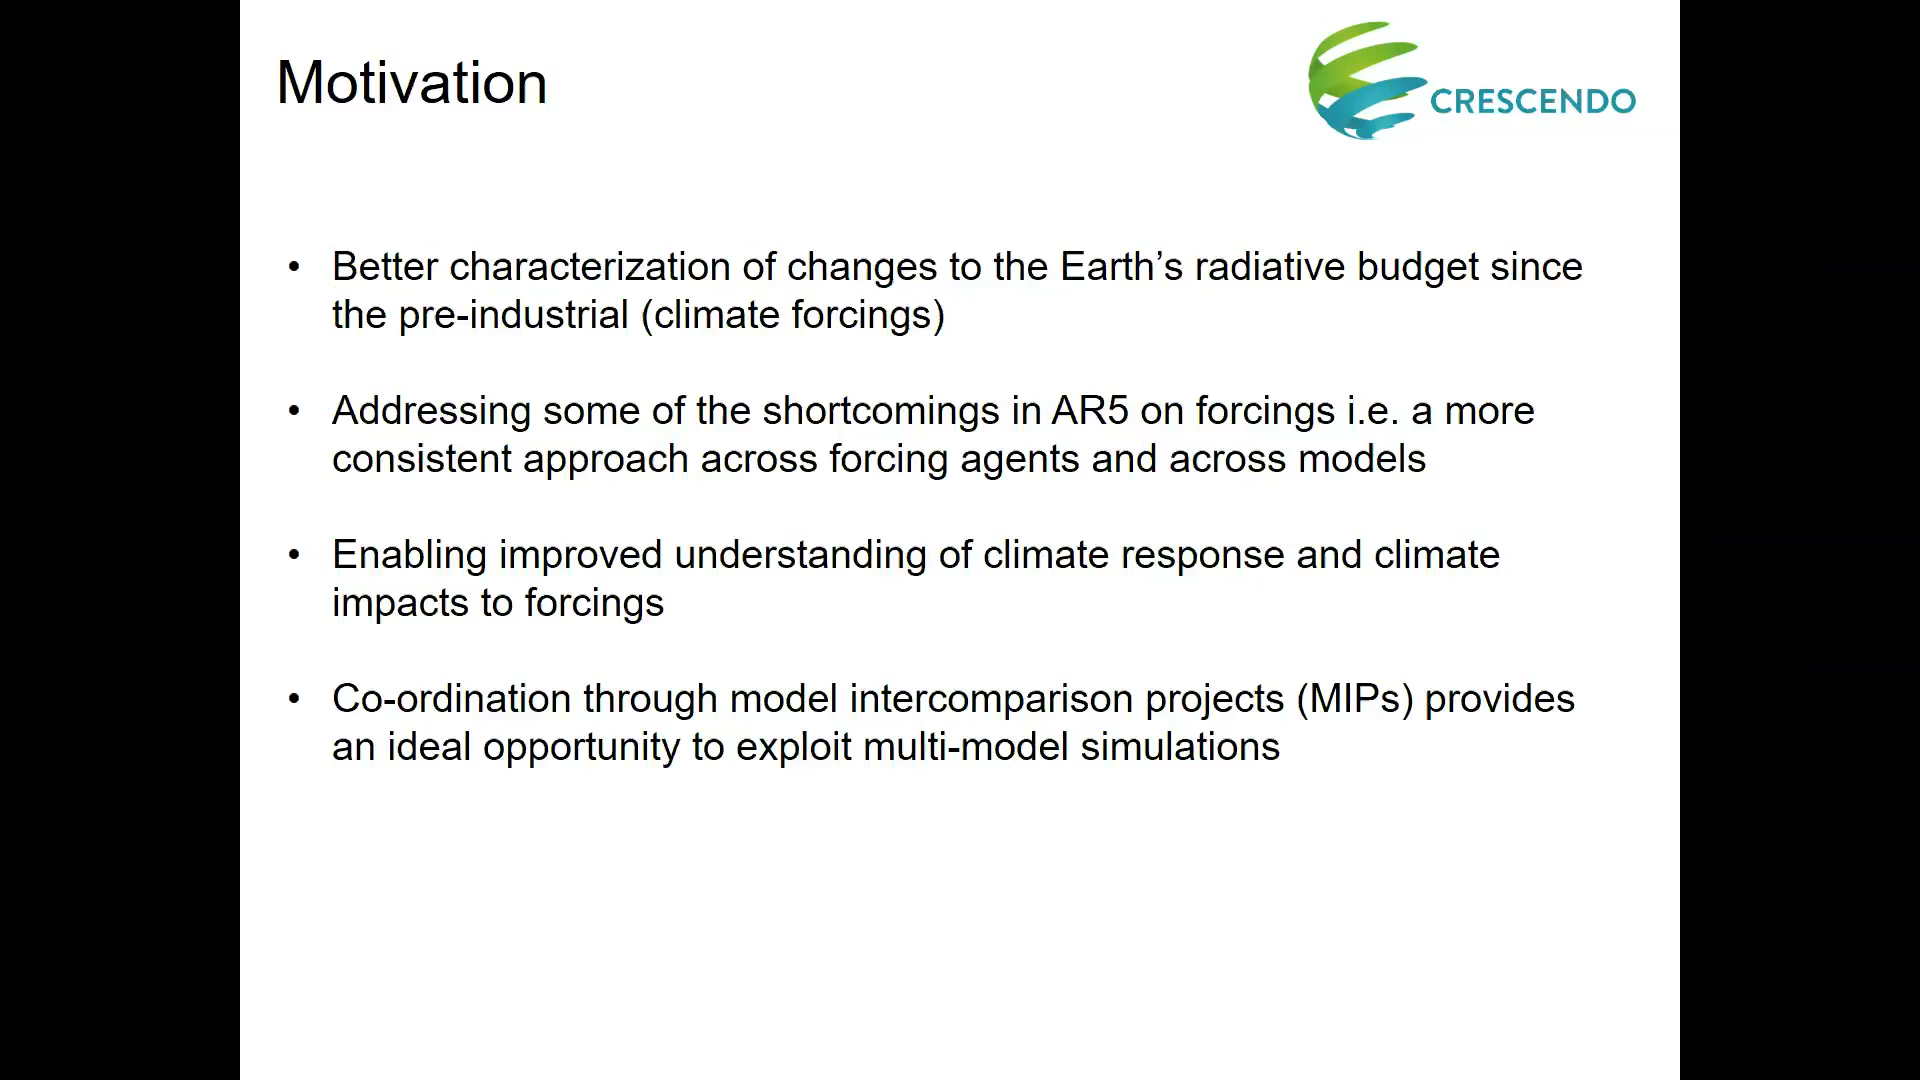 Motivation
CRESCENDO
• Better characterization of changes to the Earth’s radiative budget since
the pre-industrial (climate forcings)
• Addressing some of the shortcomings in AR5 on forcings i.e. a more
consistent approach across forcing agents and across models
• Enabling improved understanding of climate response and climate
impacts to forcings
• Co-ordination through model intercomparison projects (MIPs) provides
an ideal opportunity to exploit multi-model simulations